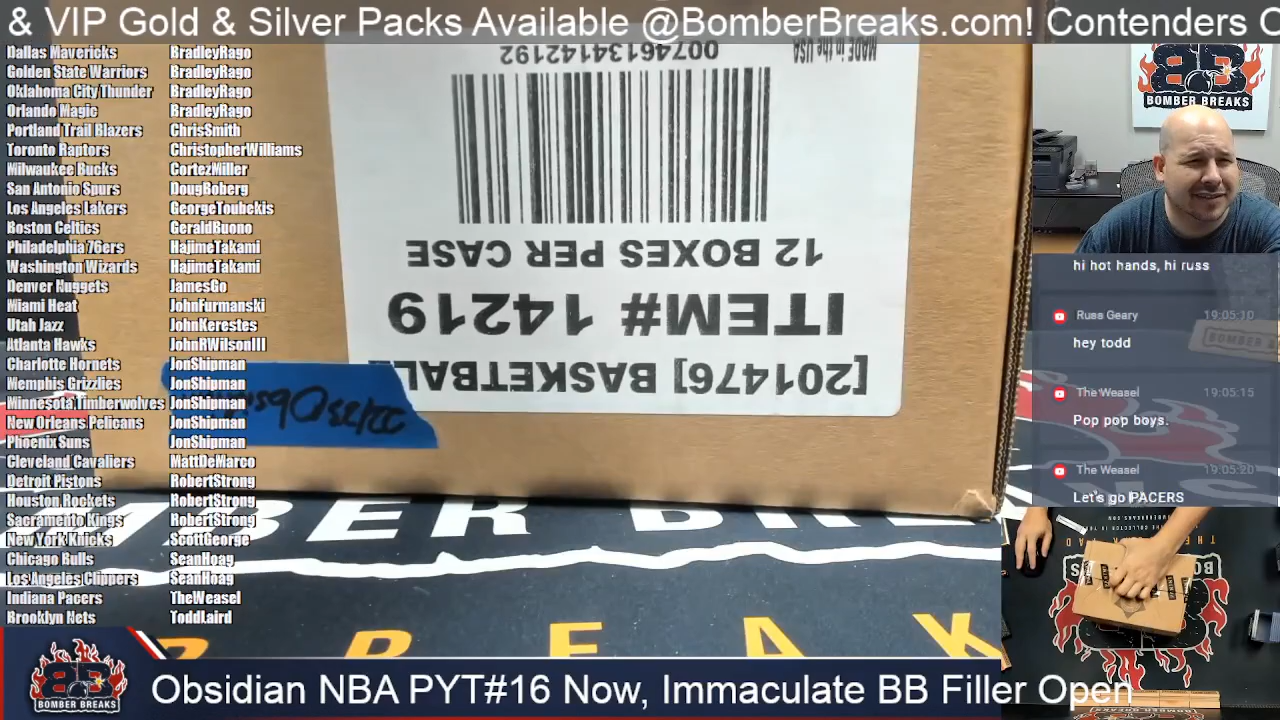 & VIP Gold & Silver Packs Available @BomberBreaks.com! Contenders
Dallas Mavericks BradleyRago
Golden State Warriors BradleyRago
Oklahoma City Thunder BradleyRago
Orlando Magic BradleyRago
Portland Trail Blazers ChrisSmith
Toronto Raptors ChristopherWilliams
Milwaukee Bucks CortezMiller
San Antonio Spurs DougBoberg
Los Angeles Lakers GeorgeToubekis
Boston Celtics GeraldBuono
Philadelphia 76ers HajimeTakami
Washington Wizards HajimeTakami
Denver Nuggets JamesGo
Miami Heat JohnFurmanski
Utah Jazz JohnKerestes
Atlanta Hawks JohnRWilsonIII
Charlotte Hornets JonShipman
Memphis Grizzlies JonShipman
Minnesota Timberwolves JonShipman
New Orleans Pelicans JonShipman
Phoenix Suns JonShipman
Cleveland Cavaliers MattDeMarco
Detroit Pistons RobertStrong
Houston Rockets RobertStrong
Sacramento Kings RobertStrong
New York Knicks ScottGeorge
Chicago Bulls SeanHoag
Los Angeles Clippers SeanHoag
Indiana Pacers TheWeasel
Brooklyn Nets ToddLaird
[201476] BASKETBALL
ITEM# 14219
12 BOXES PER CASE
00746134142192
MADE in the USA
22/23
BB
BOMBER BREAKS
hi hot hands, hi russ
Russ Geary 19:05:10
hey todd
The Weasel 19:05:15
Pop pop boys.
The Weasel 19:05:20
Let's go PACERS
BB
BOMBER BREAKS
Obsidian NBA PYT#16 Now, Immaculate BB Filler Open